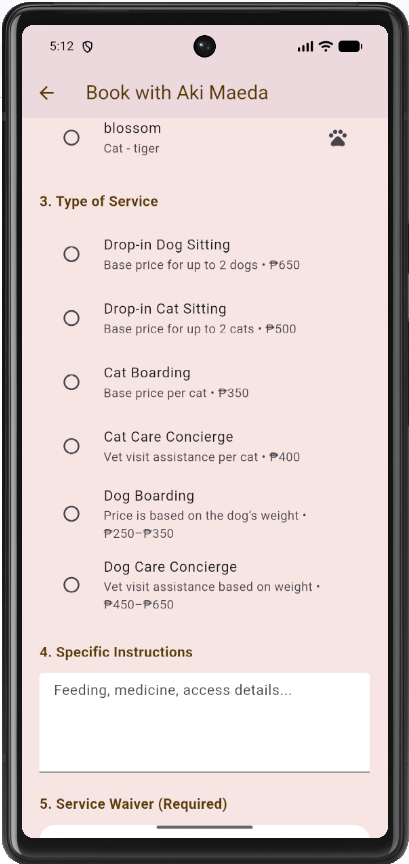 5:12
Book with Aki Maeda
blossom
Cat - tiger
3. Type of Service
Drop-in Dog Sitting
Base price for up to 2 dogs • ₱650
Drop-in Cat Sitting
Base price for up to 2 cats • ₱500
Cat Boarding
Base price per cat • ₱350
Cat Care Concierge
Vet visit assistance per cat • ₱400
Dog Boarding
Price is based on the dog's weight •
₱250–₱350
Dog Care Concierge
Vet visit assistance based on weight •
₱450–₱650
4. Specific Instructions
Feeding, medicine, access details...
5. Service Waiver (Required)